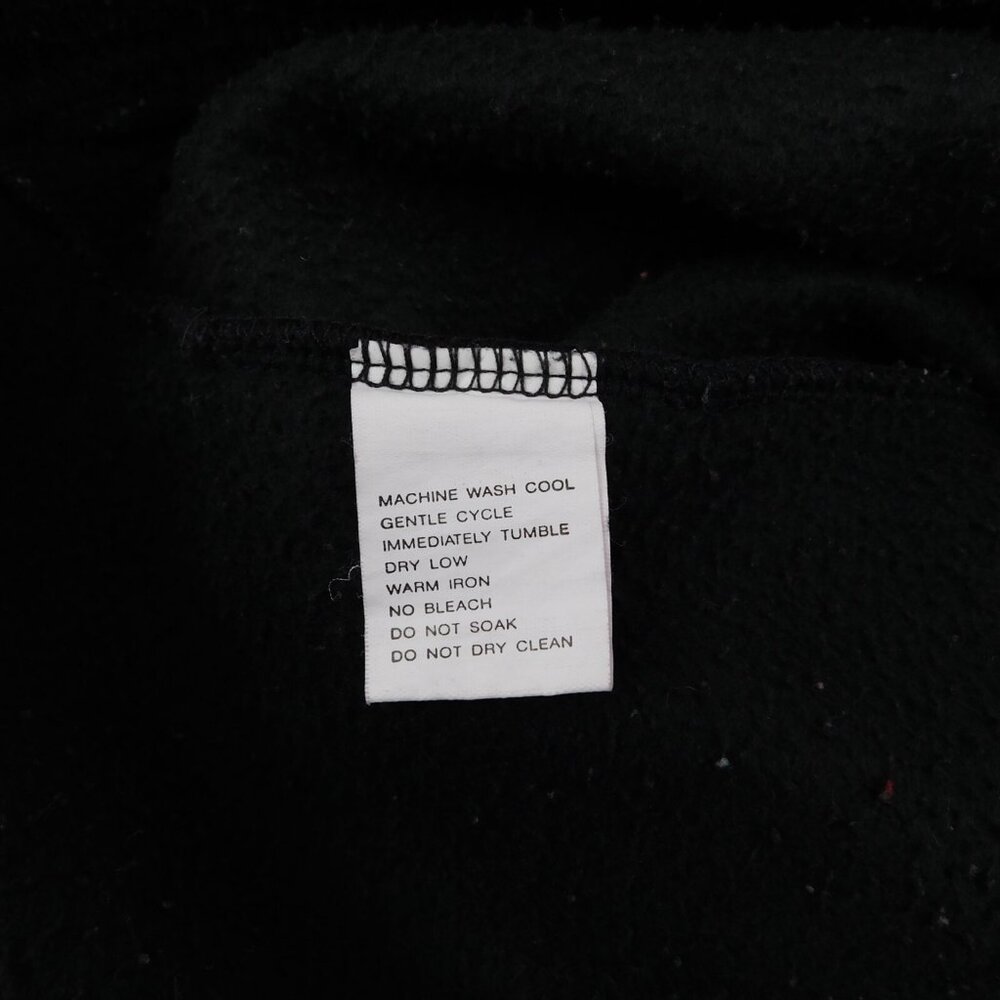 MACHINE WASH COOL
GENTLE CYCLE
IMMEDIATELY TUMBLE
DRY LOW
WARM IRON
NO BLEACH
DO NOT SOAK
DO NOT DRY CLEAN